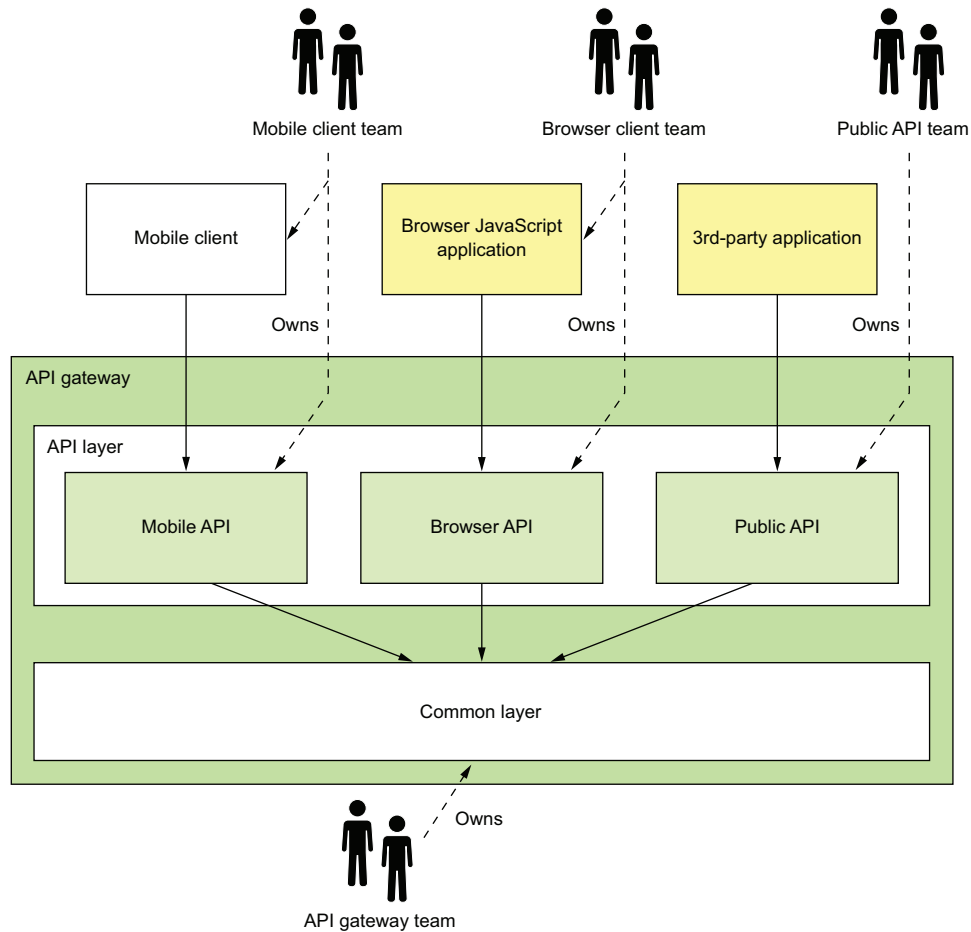 Mobile client team
Browser client team
Public API team
Mobile client
Browser JavaScript
application
3rd-party application
Owns
Owns
Owns
API gateway
API layer
Mobile API
Browser API
Public API
Common layer
Owns
API gateway team